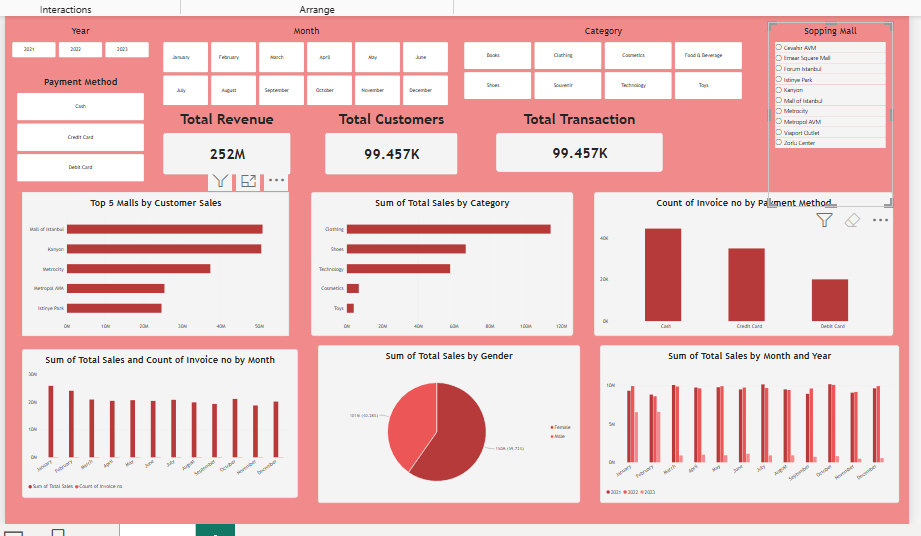 Interactions Arrange
Year
2021 2022 2023
Payment Method
Cash
Credit Card
Debit Card
Month
January February March April May June
July August September October November December
Category
Books Clothing Cosmetics Food & Beverage
Shoes Souvenir Technology Toys
Sopping Mall
Cevahir AVM
Emaar Square Mall
Forum Istanbul
Istinye Park
Kanyon
Mall of Istanbul
Metrocity
Metropol AVM
Viaport Outlet
Zorlu Center
Total Revenue
252M
Total Customers
99.457K
Total Transaction
99.457K
Top 5 Malls by Customer Sales
Mall of Istanbul
Kanyon
Metrocity
Metropol AVM
Istinye Park
0M 10M 20M 30M 40M 50M
Sum of Total Sales by Category
Clothing
Shoes
Technology
Cosmetics
Toys
0M 20M 40M 60M 80M 100M 120M
Count of Invoice no by Payment Method
40K
20K
0K
Cash Credit Card Debit Card
Sum of Total Sales and Count of Invoice no by Month
30M
20M
10M
0M
January February March April May June July August September October November December
Sum of Total Sales Count of Invoice no
Sum of Total Sales by Gender
Female
Male
Sum of Total Sales by Month and Year
10M
5M
0M
January February March April May June July August September October November December
2021 2022 2023